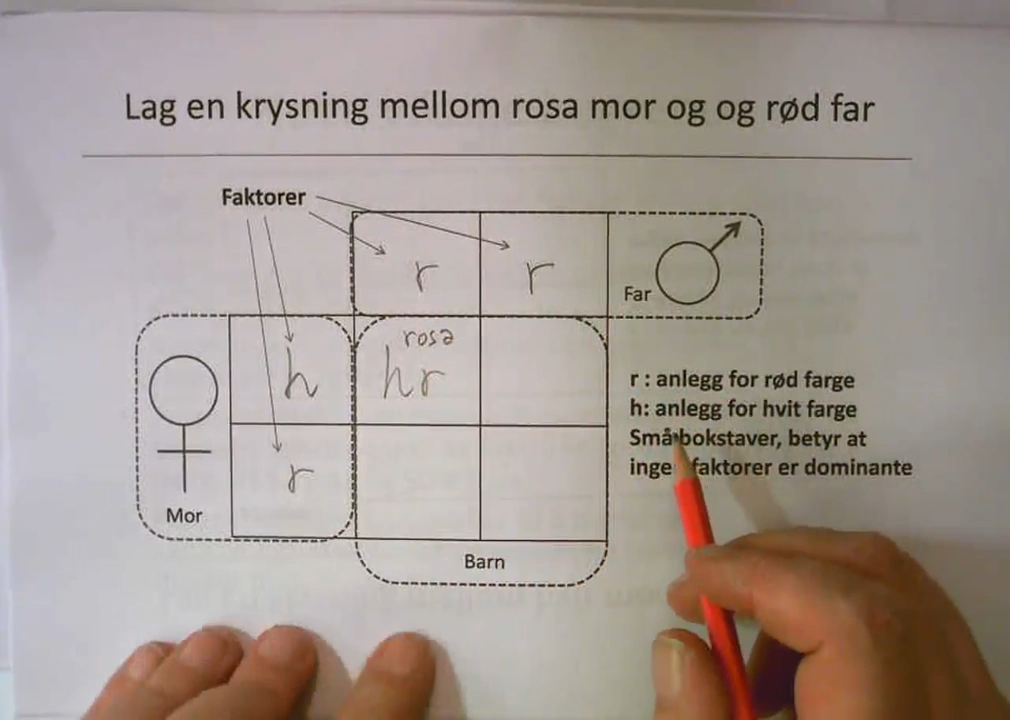 Lag en krysning mellom rosa mor og og rød far
Faktorer
r r
Far
rosa
h hr
r : anlegg for rød farge
h: anlegg for hvit farge
Små bokstaver, betyr at
faktorer er dominante
r
Mor
Barn